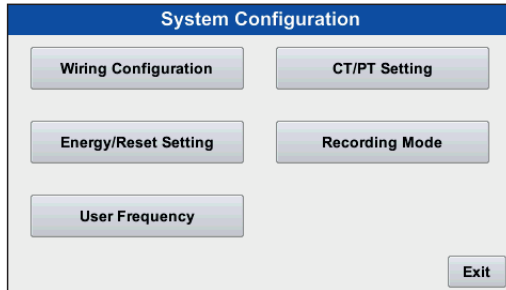 System Configuration
Wiring Configuration
CT/PT Setting
Energy/Reset Setting
Recording Mode
User Frequency
Exit